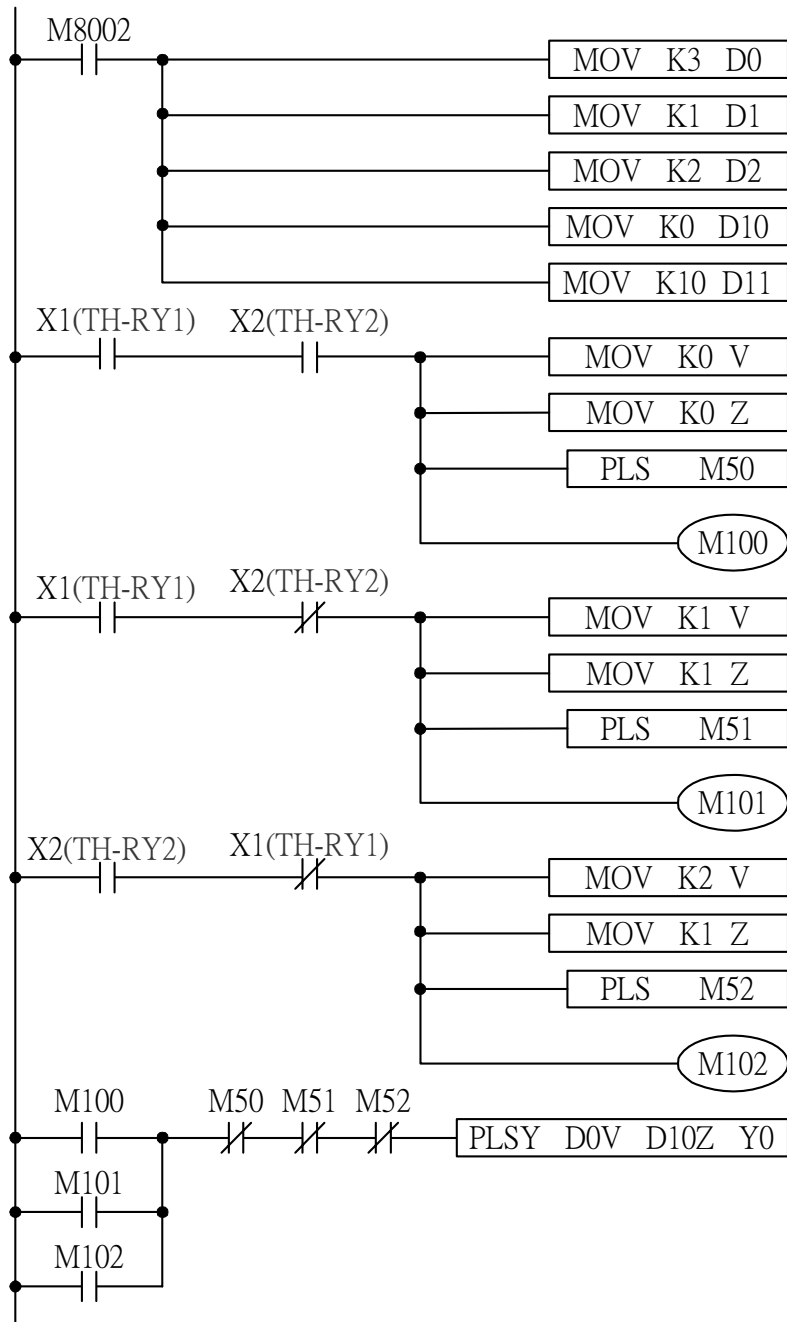 M8002
MOV K3 D0
MOV K1 D1
MOV K2 D2
MOV K0 D10
MOV K10 D11
X1(TH-RY1) X2(TH-RY2)
MOV K0 V
MOV K0 Z
PLS M50
M100
X1(TH-RY1) X2(TH-RY2)
MOV K1 V
MOV K1 Z
PLS M51
M101
X2(TH-RY2) X1(TH-RY1)
MOV K2 V
MOV K1 Z
PLS M52
M102
M100 M50 M51 M52
PLSY D0V D10Z Y0
M101
M102